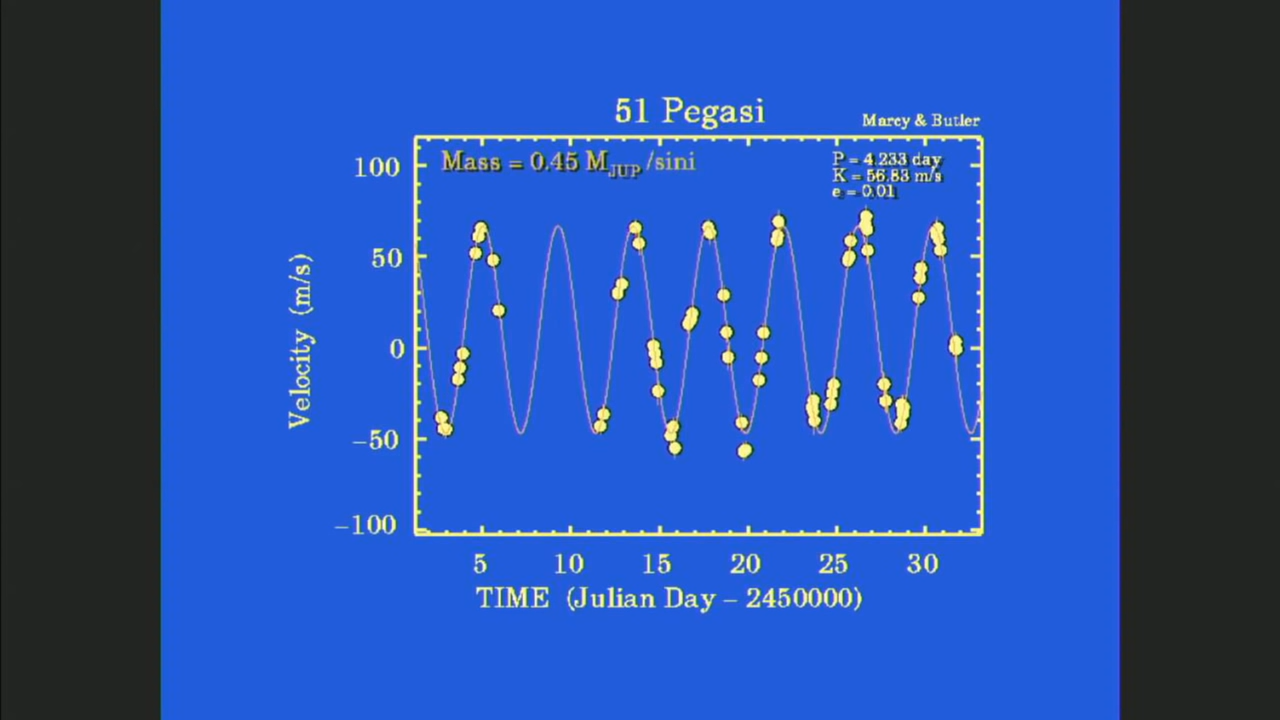 51 Pegasi
Marcy & Butler
Mass = 0.45 M_JUP /sini
P = 4.233 day
K = 56.83 m/s
e = 0.01
100
50
0
−50
−100
Velocity (m/s)
5 10 15 20 25 30
TIME (Julian Day − 2450000)